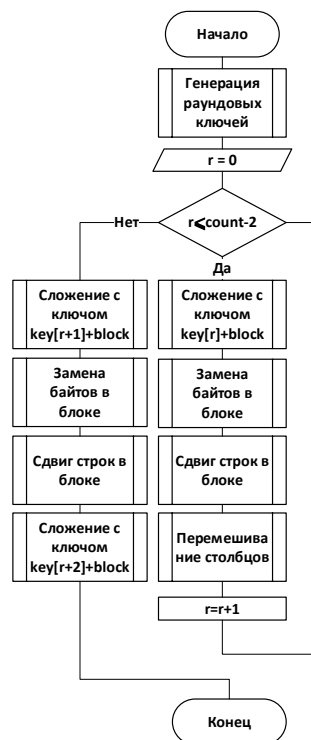 Начало
Генерация
раундовых
ключей
r = 0
r⩽count-2
Нет
Да
Сложение с
ключом
key[r+1]+block
Замена
байтов в
блоке
Сдвиг строк в
блоке
Сложение с
ключом
key[r+2]+block
Сложение с
ключом
key[r]+block
Замена
байтов в
блоке
Сдвиг строк в
блоке
Перемешива
ние столбцов
r=r+1
Конец